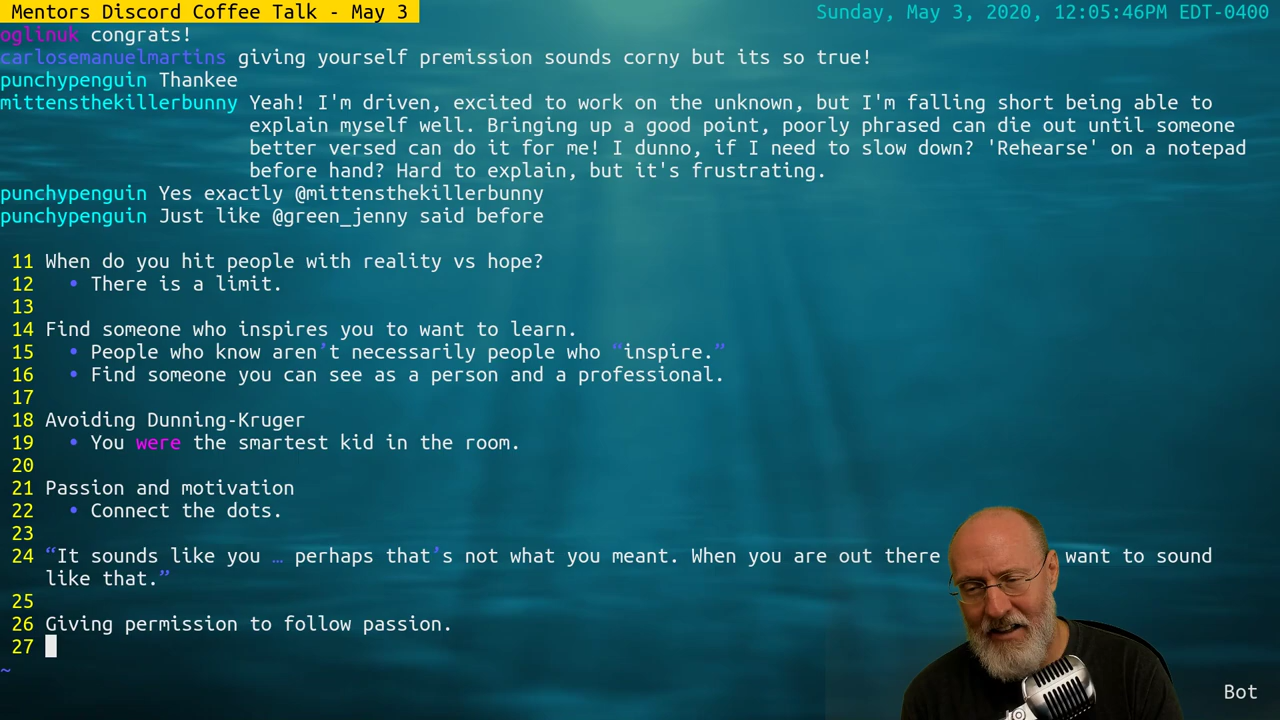 Mentors Discord Coffee Talk - May 3
Sunday, May 3, 2020, 12:05:46PM EDT-0400
oglinuk congrats!
carlosemanuelmartins giving yourself premission sounds corny but its so true!
punchypenguin Thankee
mittensthekillerbunny Yeah! I'm driven, excited to work on the unknown, but I'm falling short being able to
explain myself well. Bringing up a good point, poorly phrased can die out until someone
better versed can do it for me! I dunno, if I need to slow down? 'Rehearse' on a notepad
before hand? Hard to explain, but it's frustrating.
punchypenguin Yes exactly @mittensthekillerbunny
punchypenguin Just like @green_jenny said before
11 When do you hit people with reality vs hope?
12 • There is a limit.
13
14 Find someone who inspires you to want to learn.
15 • People who know aren’t necessarily people who “inspire.”
16 • Find someone you can see as a person and a professional.
17
18 Avoiding Dunning-Kruger
19 • You were the smartest kid in the room.
20
21 Passion and motivation
22 • Connect the dots.
23
24 “It sounds like you … perhaps that’s not what you meant. When you are out there want to sound
like that.”
25
26 Giving permission to follow passion.
27
~
Bot